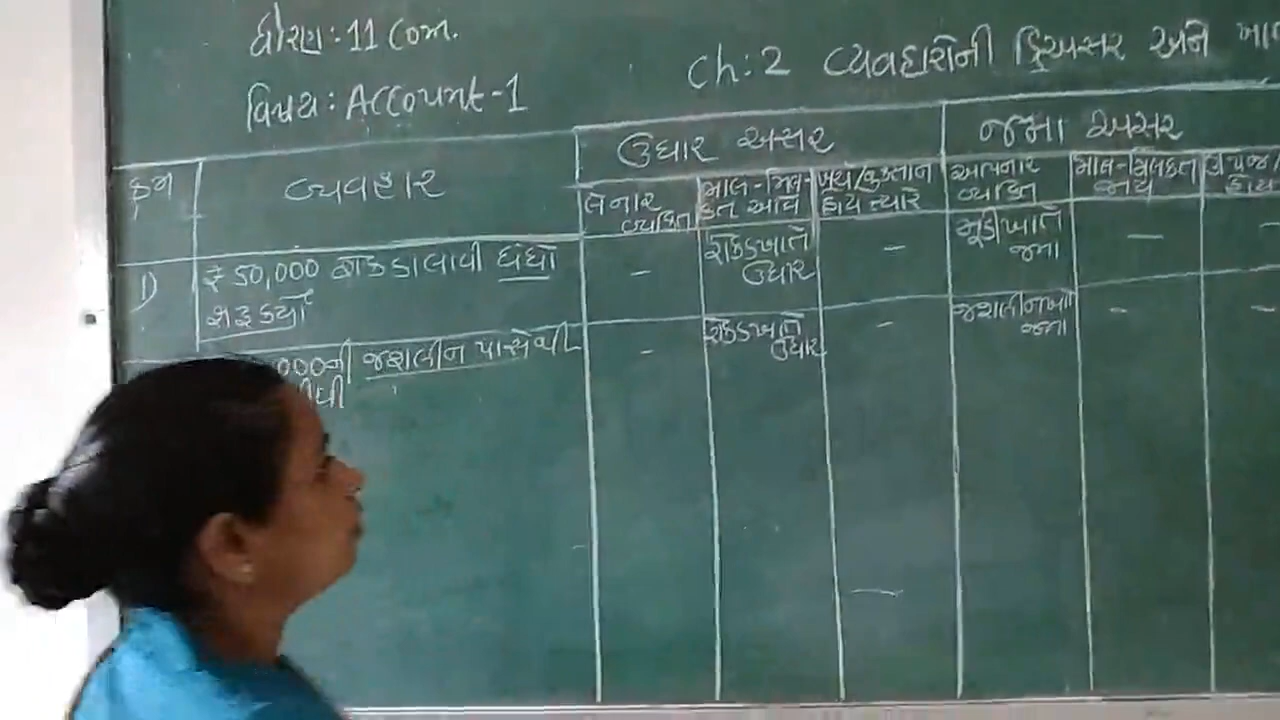 ધોરણ : 11 Com.
વિષય : Account-1
Ch : 2 વ્યવહારોની દ્વિઅસર અને
ઉધાર અસર
જમા અસર
ક્રમ
વ્યવહાર
લેનાર
વ્યક્તિ
માલ-મિલ-
કત આવે
ખર્ચ/નુકસાન
હોય ત્યારે
આપનાર
વ્યક્તિ
માલ-મિલકત
જાય
હોય
1)
₹ 50,000 રોકડા લાવી ધંધો
શરૂ કર્યો
–
રોકડખાતે
ઉધાર
–
મૂડીખાતે
જમા
–
–
000ની જશલીન પાસેથી
–
રોકડખાતે
ઉધાર
–
જશલીનખા
જમા
–
–